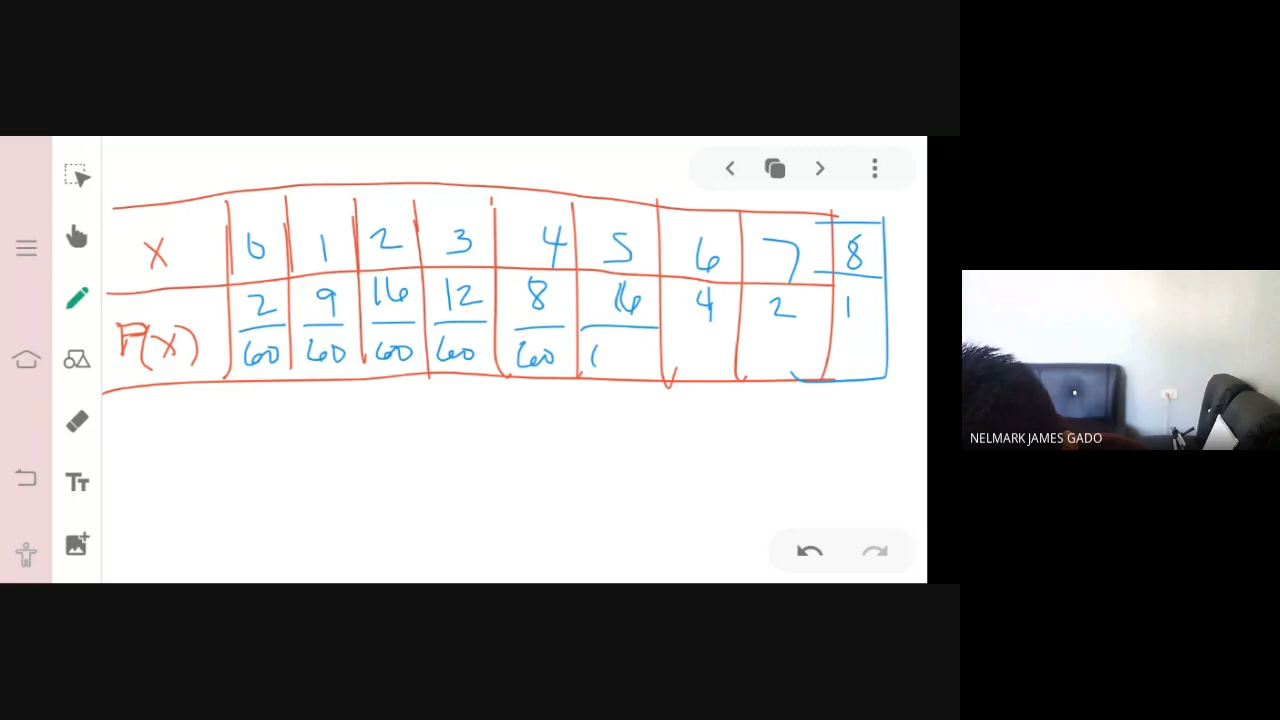 X 0 1 2 3 4 5 6 7 8
P(X) 2/60 9/60 16/60 12/60 8/60 16 4 2 1
Tт
NELMARK JAMES GADO